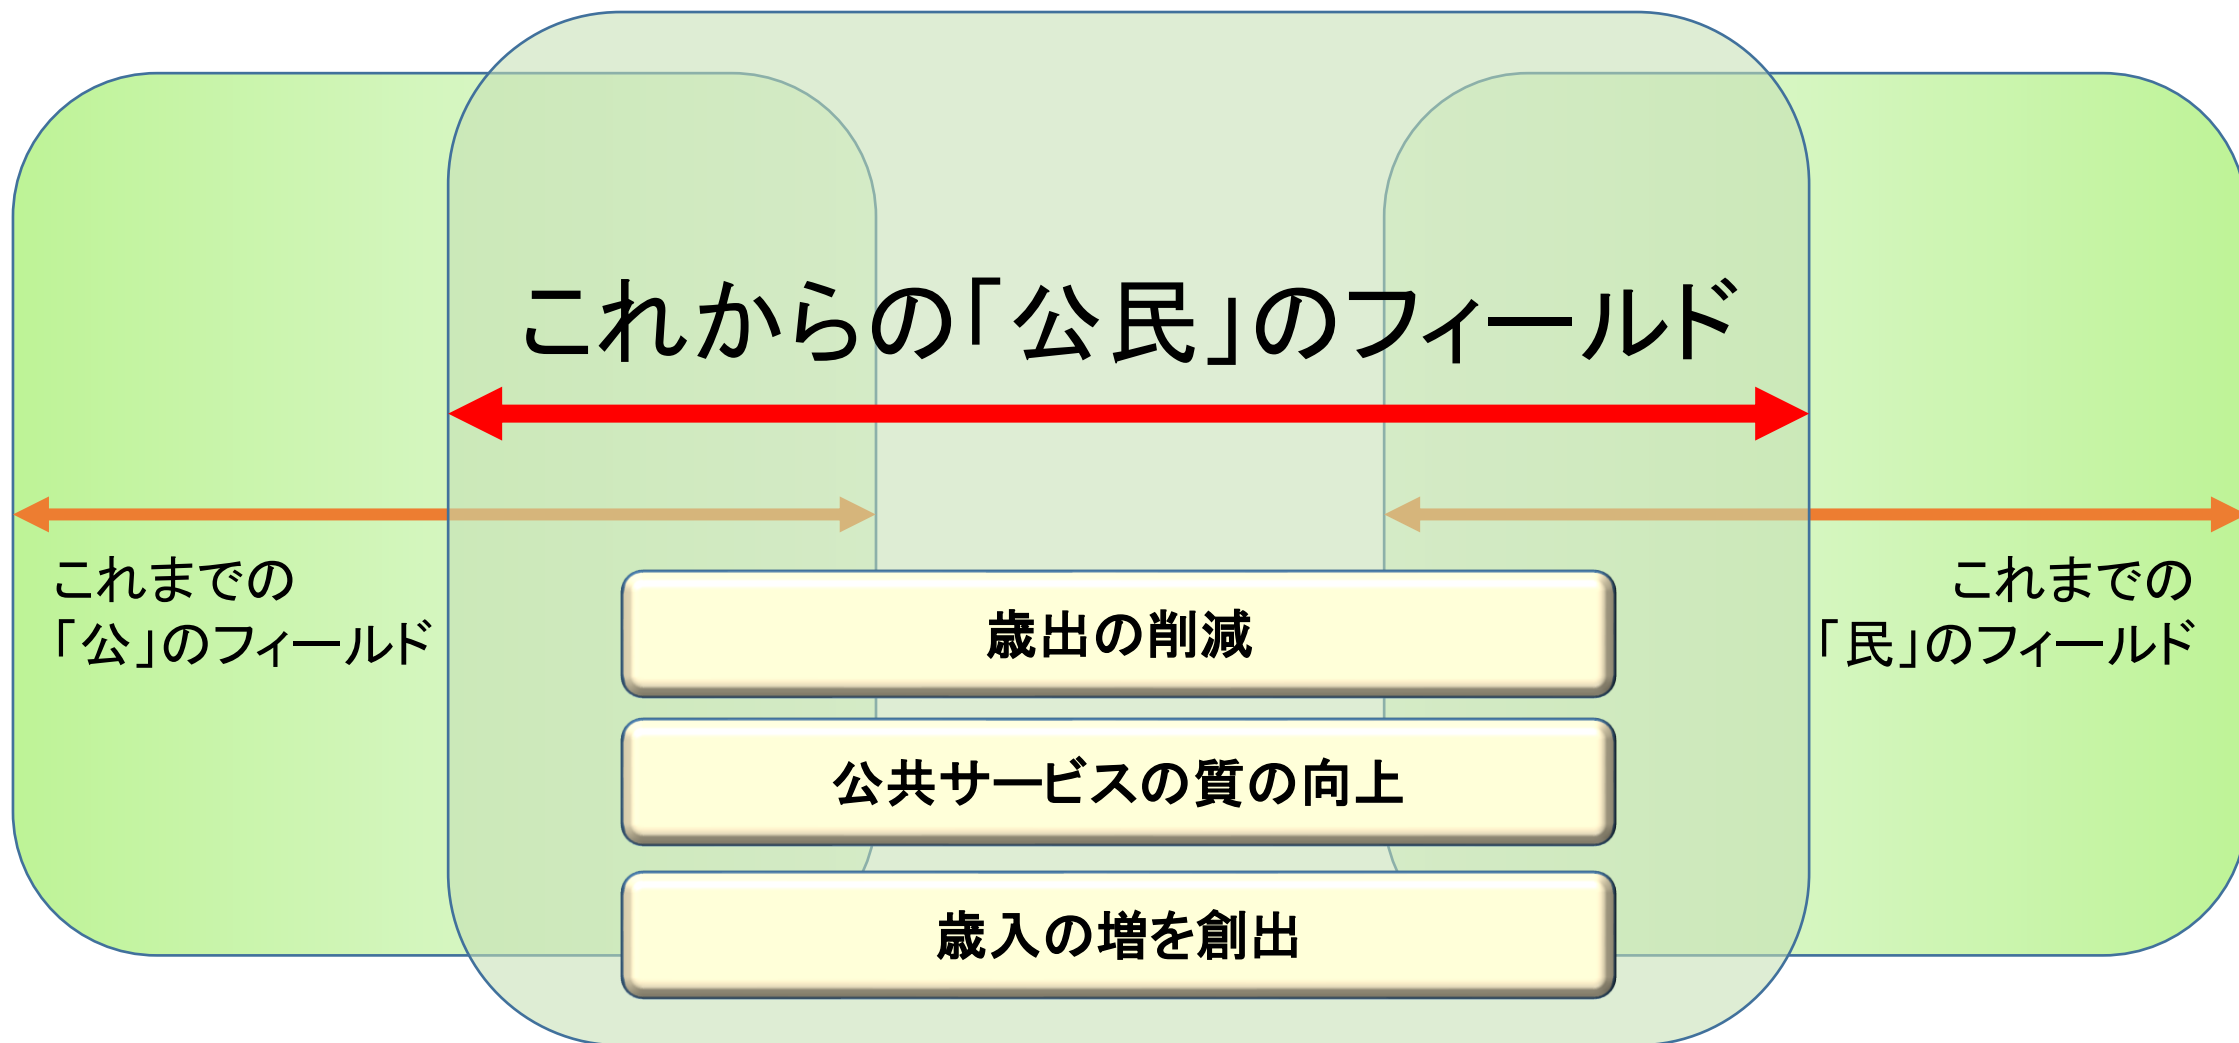 これからの「公民」のフィールド
これまでの
「公」のフィールド
これまでの
「民」のフィールド
歳出の削減
公共サービスの質の向上
歳入の増を創出